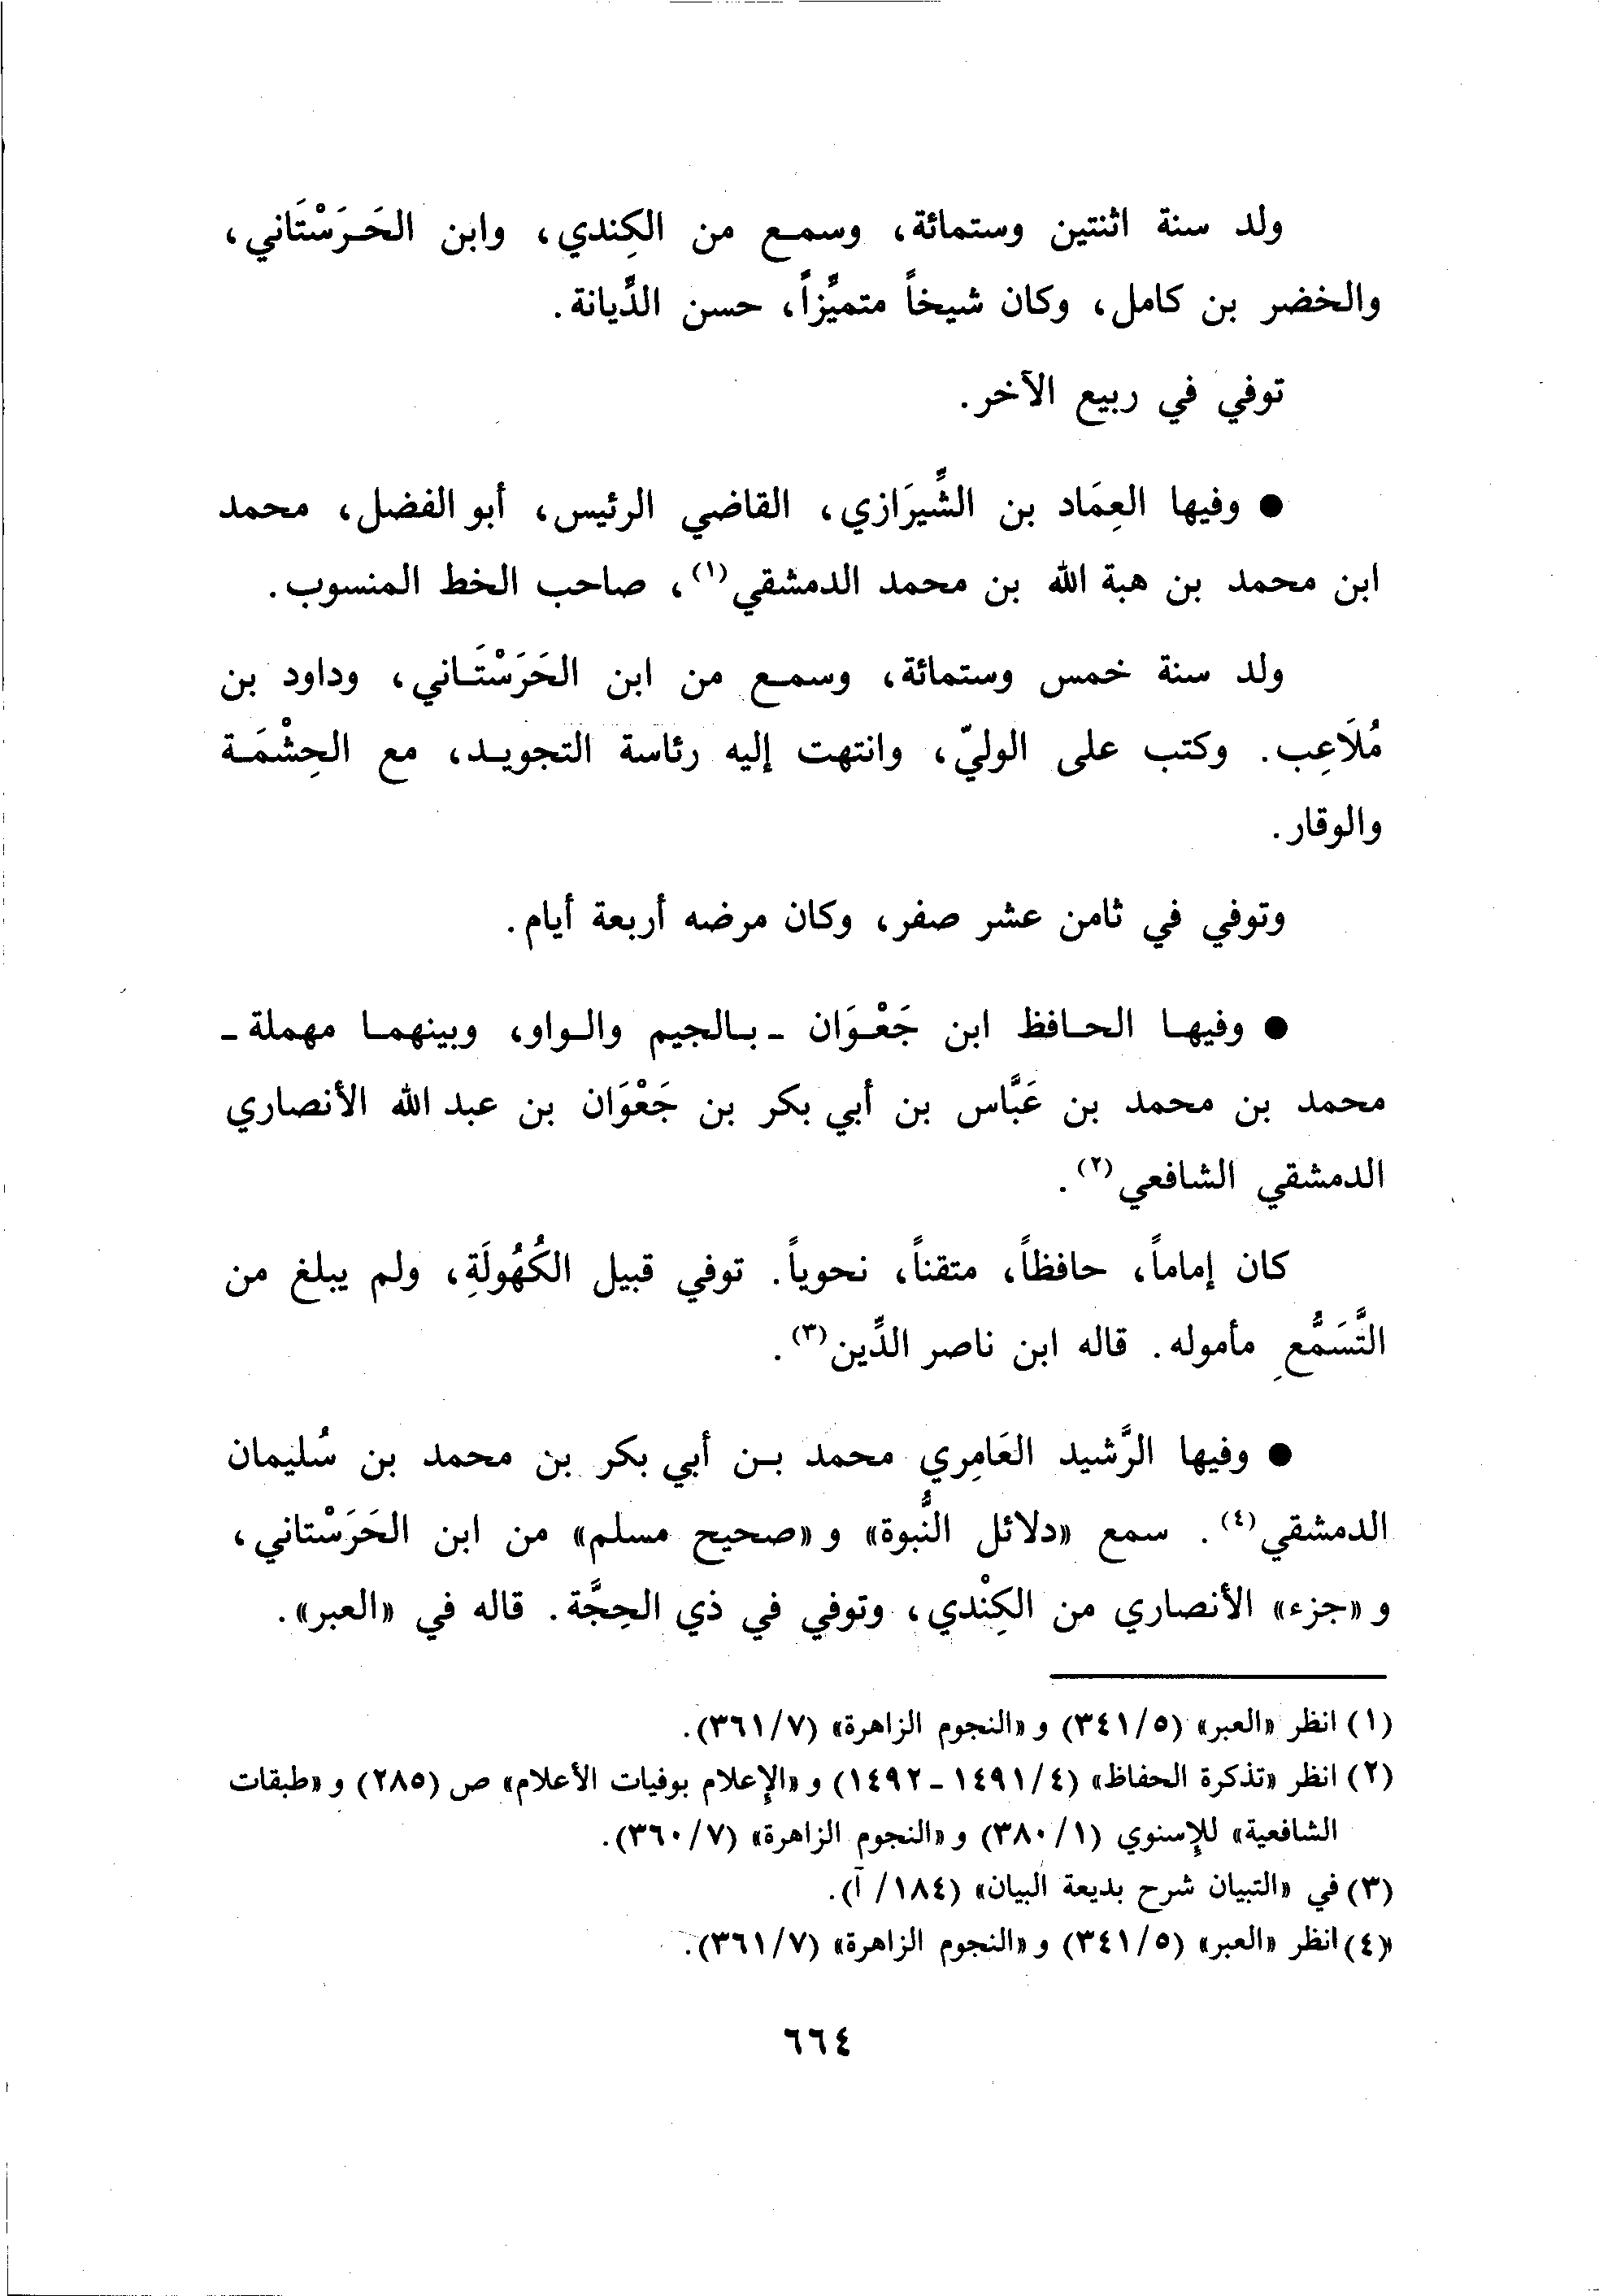 ولد سنة اثنتين وستمائة، وسمع من الكِندي، وابن الحَرَسْتَاني،
والخضر بن كامل، وكان شيخاً متميِّزاً، حسن الدِّيانة.
توفي في ربيع الآخر.
● وفيها العِمَاد بن الشِّيرَازي، القاضي الرئيس، أبو الفضل، محمد
ابن محمد بن هبة الله بن محمد الدمشقي(١)، صاحب الخط المنسوب.
ولد سنة خمس وستمائة، وسمع من ابن الحَرَسْتَاني، وداود بن
مُلَاعِب. وكتب على الوليّ، وانتهت إليه رئاسة التجويد، مع الحِشْمَة
والوقار.
وتوفي في ثامن عشر صفر، وكان مرضه أربعة أيام.
● وفيها الحافظ ابن جَعْوَان - بالجيم والواو، وبينهما مهملة -
محمد بن محمد بن عَبَّاس بن أبي بكر بن جَعْوَان بن عبد الله الأنصاري
الدمشقي الشافعي(٢).
كان إماماً، حافظاً، متقناً، نحوياً. توفي قبيل الكُهُولَةِ، ولم يبلغ من
التَّسَمُّعِ مأموله. قاله ابن ناصر الدِّين(٣).
● وفيها الرَّشيد العَامِري محمد بن أبي بكر بن محمد بن سُليمان
الدمشقي(٤). سمع «دلائل النُّبوة» و «صحيح مسلم» من ابن الحَرَسْتاني،
و «جزء» الأنصاري من الكِنْدي، وتوفي في ذي الحِجَّة. قاله في «العبر».
(١) انظر «العبر» (٥/ ٣٤١) و «النجوم الزاهرة» (٧/ ٣٦١).
(٢) انظر «تذكرة الحفاظ» (٤/ ١٤٩١ - ١٤٩٢) و «الإعلام بوفيات الأعلام» ص (٢٨٥) و «طبقات
الشافعية» للإسنوي (١/ ٣٨٠) و «النجوم الزاهرة» (٧/ ٣٦٠).
(٣) في «التبيان شرح بديعة البيان» (١٨٤/ آ).
(٤) انظر «العبر» (٥/ ٣٤١) و «النجوم الزاهرة» (٧/ ٣٦١).
٦٦٤